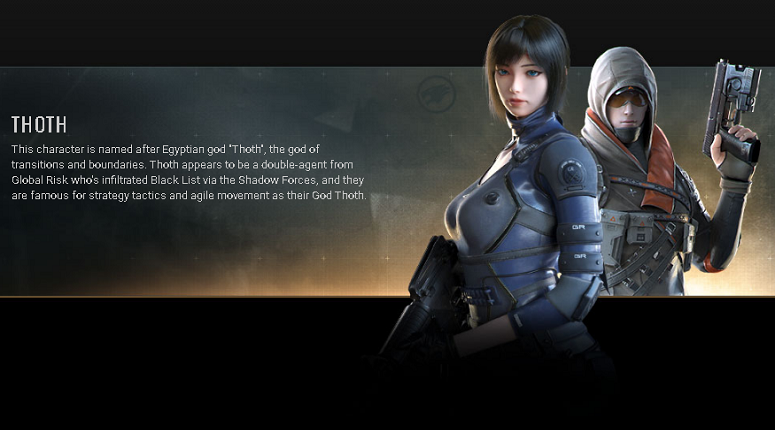 THOTH
This character is named after Egyptian god "Thoth", the god of
transitions and boundaries. Thoth appears to be a double-agent from
Global Risk who's infiltrated Black List via the Shadow Forces, and they
are famous for strategy tactics and agile movement as their God Thoth.
GR
GR